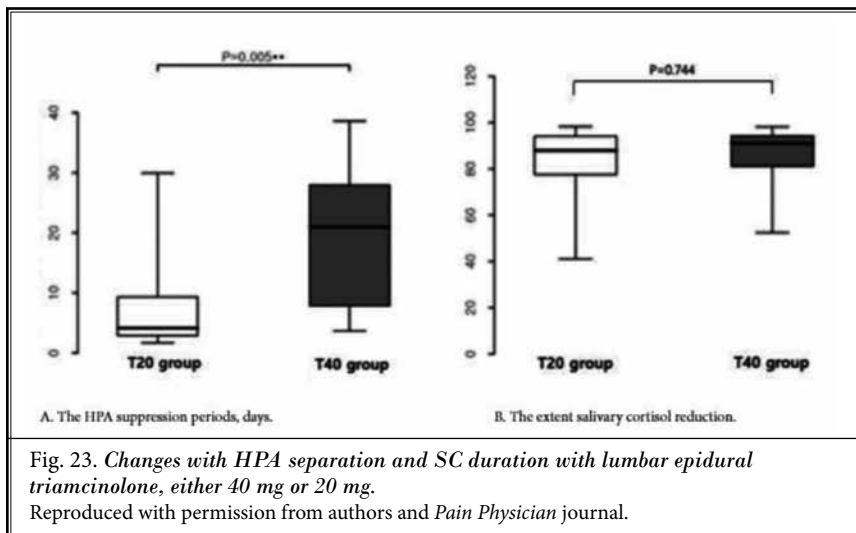 P=0.005**
40
30
20
10
0
T20 group T40 group
A. The HPA suppression periods, days.
P=0.744
120
100
80
60
40
20
0
T20 group T40 group
B. The extent salivary cortisol reduction.
Fig. 23. Changes with HPA separation and SC duration with lumbar epidural
triamcinolone, either 40 mg or 20 mg.
Reproduced with permission from authors and Pain Physician journal.